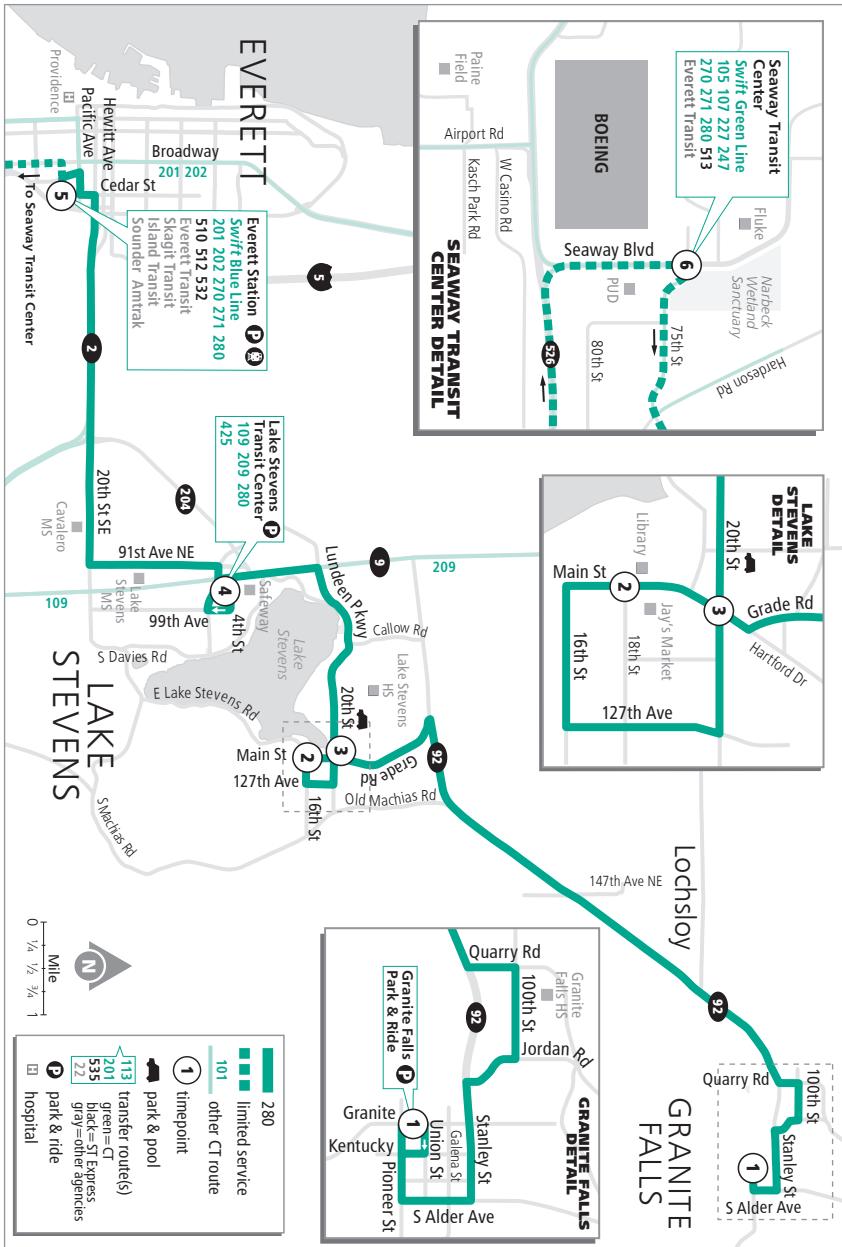 EVERETT
Providence
H
Pacific Ave
Hewitt Ave
Broadway
201 202
Cedar St
5
To Seaway Transit Center
Everett Station P
Swift Blue Line
201 202 270 271 280
510 512 532
Everett Transit
Skagit Transit
Island Transit
Sounder Amtrak
5
2
20th St SE
Cavalero
MS
91st Ave NE
204
Lake Stevens
Transit Center P
109 209 280
425
4
Safeway
4th St
99th Ave
Lake
Stevens
MS
109
9
209
Lundeen Pkwy
Callow Rd
Lake
Stevens
S Davies Rd
E Lake Stevens Rd
LAKE
STEVENS
Lake Stevens
HS
20th St
3
2
Main St
127th Ave
16th St
Grade Rd
Old Machias Rd
S Machias Rd
92
147th Ave NE
Lochsloy
92
Quarry Rd
100th St
Stanley St
1
S Alder Ave
GRANITE
FALLS
SEAWAY TRANSIT
CENTER DETAIL
Seaway Transit
Center
Swift Green Line
105 107 227 247
270 271 280 513
Everett Transit
Paine
Field
Airport Rd
Kasch Park Rd
W Casino Rd
BOEING
Fluke
6
Seaway Blvd
PUD
Narbeck
Wetland
Sanctuary
75th St
80th St
526
Hardeson Rd
LAKE
STEVENS
DETAIL
20th St
Library
Main St
2
3
Jay's Market
Grade Rd
Hartford Dr
18th St
16th St
127th Ave
GRANITE FALLS
DETAIL
Quarry Rd
92
100th St
Granite
Falls HS
Jordan Rd
Granite Falls
Park & Ride P
Granite
1
Kentucky
Union St
Galena St
Stanley St
Pioneer St
S Alder Ave
N
0 ¼ ½ ¾ 1
Mile
280
limited service
101 other CT route
1 timepoint
park & pool
113 transfer route(s)
201 green=CT
535 black=ST Express
22 gray=other agencies
P park & ride
H hospital